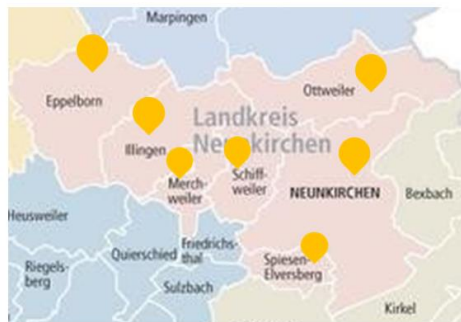 Marpingen
Eppelborn
Ottweiler
Landkreis
Neunkirchen
Illingen
Merch-
weiler
Schiff-
weiler
NEUNKIRCHEN
Bexbach
Heusweiler
Quierschied
Friedrichs-
thal
Riegels-
berg
Sulzbach
Spiesen-
Elversberg
Kirkel